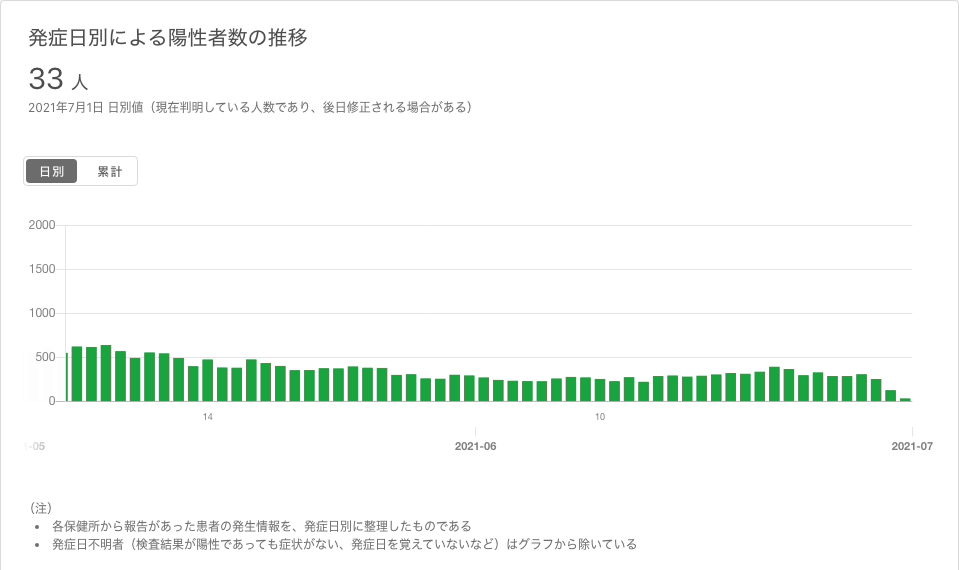 発症日別による陽性者数の推移
33 人
2021年7月1日 日別値（現在判明している人数であり、後日修正される場合がある）
日別 累計
2000
1500
1000
500
0
14 10
1-05 2021-06 2021-07
（注）
• 各保健所から報告があった患者の発生情報を、発症日別に整理したものである
• 発症日不明者（検査結果が陽性であっても症状がない、発症日を覚えていないなど）はグラフから除いている